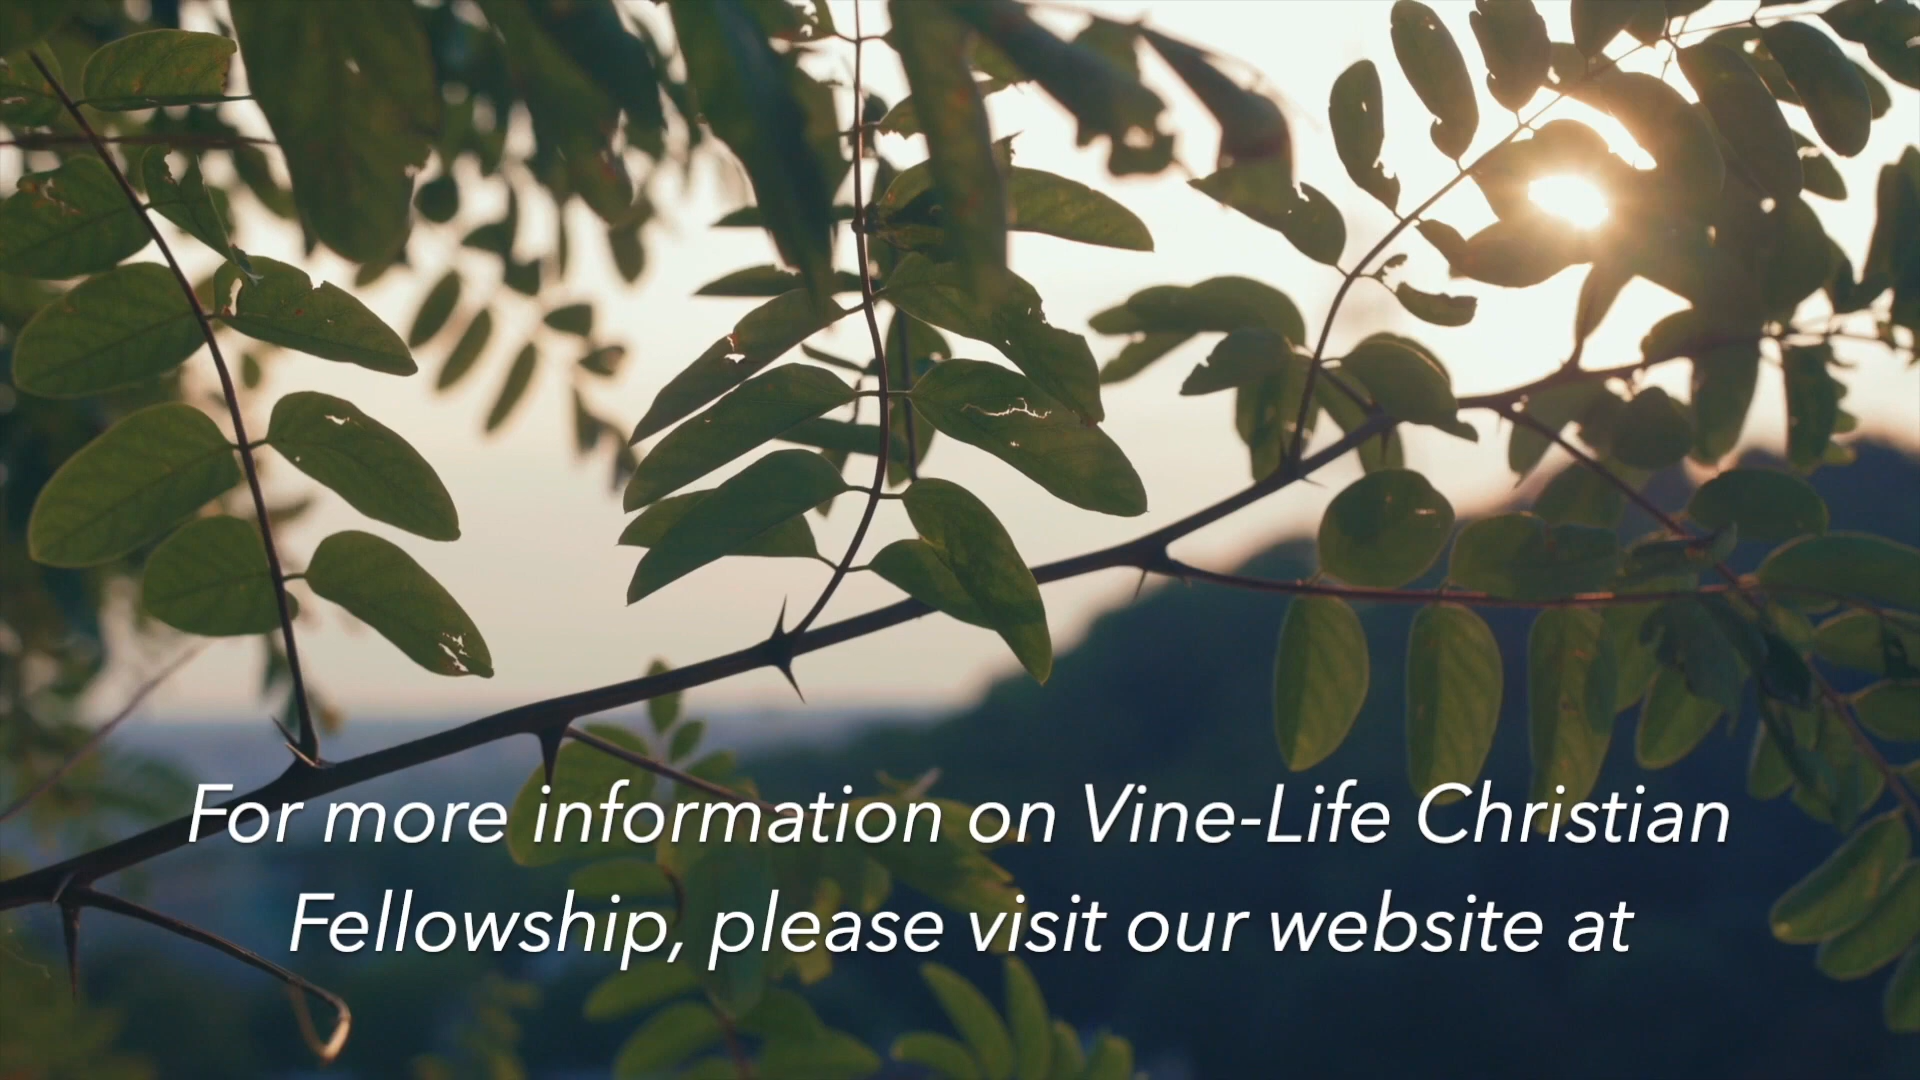 For more information on Vine-Life Christian
Fellowship, please visit our website at